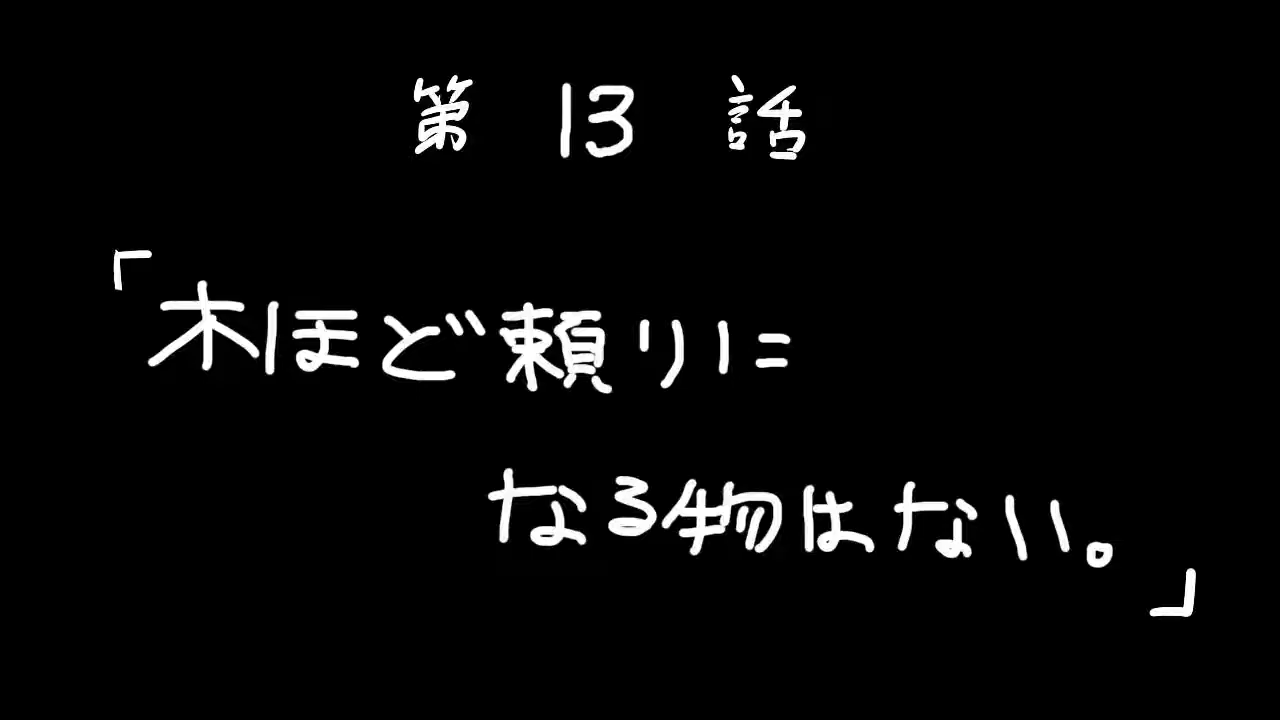 第 13 話
「木ほど頼りに
なる物はない。」